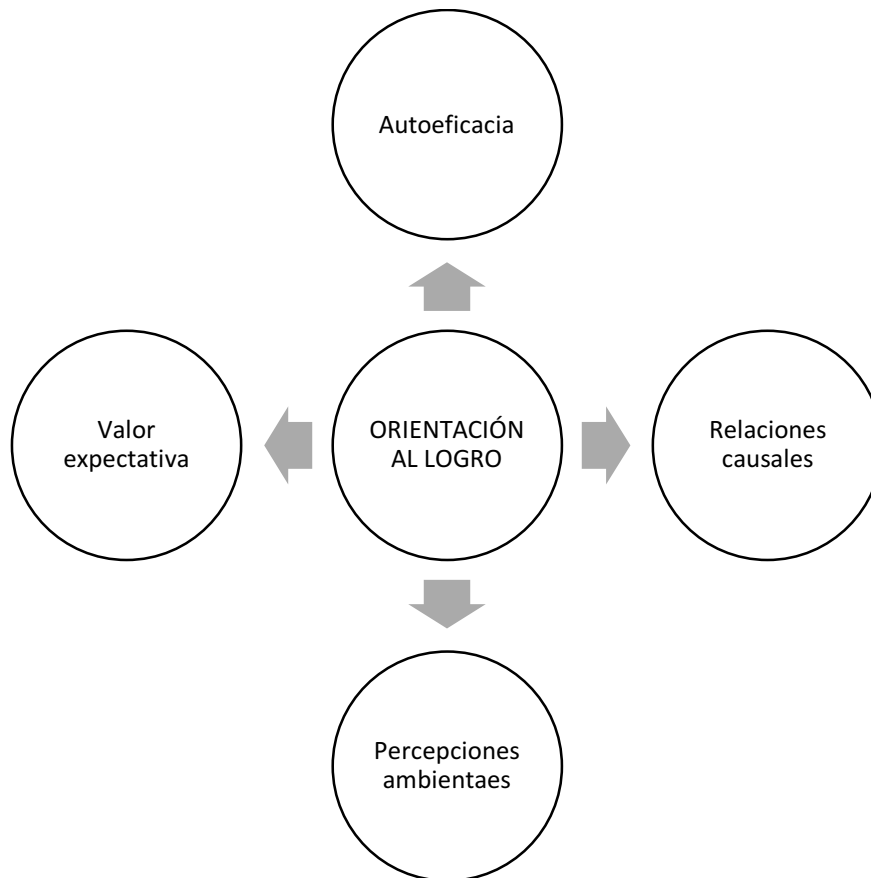 Autoeficacia
Valor
expectativa
ORIENTACIÓN
AL LOGRO
Relaciones
causales
Percepciones
ambientaes